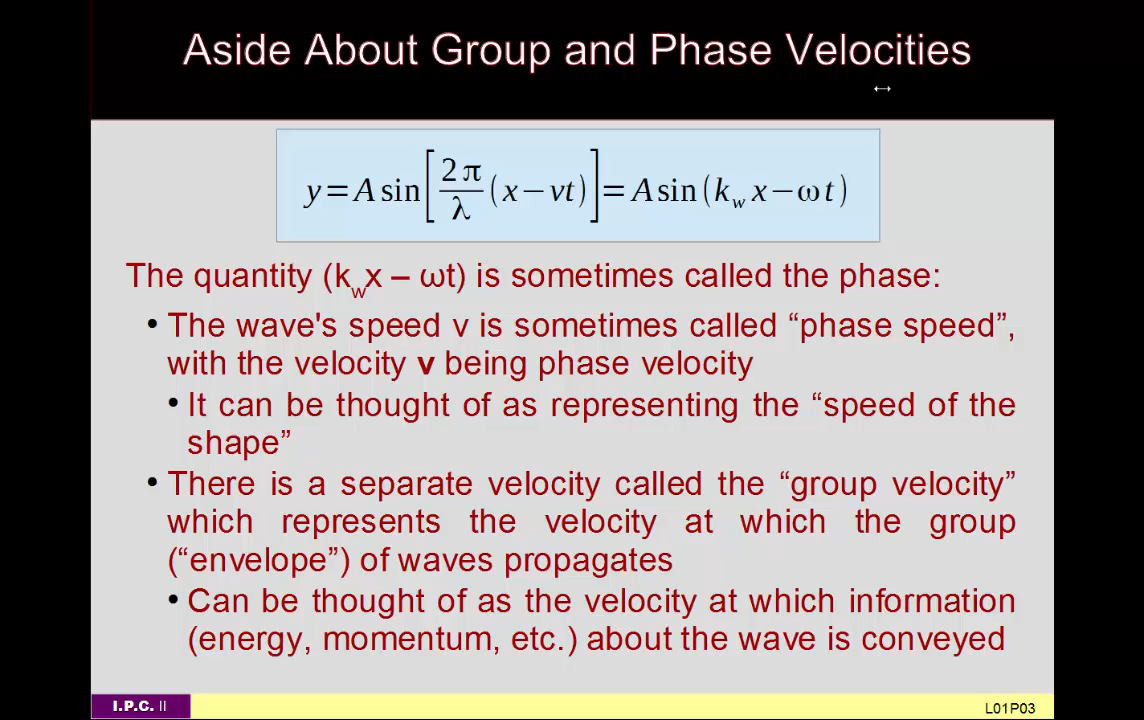 Aside About Group and Phase Velocities
y = A sin[2π/λ (x − vt)] = A sin(k_w x − ωt)
The quantity (k_w x – ωt) is sometimes called the phase:
• The wave's speed v is sometimes called “phase speed”,
with the velocity v being phase velocity
• It can be thought of as representing the “speed of the
shape”
• There is a separate velocity called the “group velocity”
which represents the velocity at which the group
(“envelope”) of waves propagates
• Can be thought of as the velocity at which information
(energy, momentum, etc.) about the wave is conveyed
I.P.C. II
L01P03